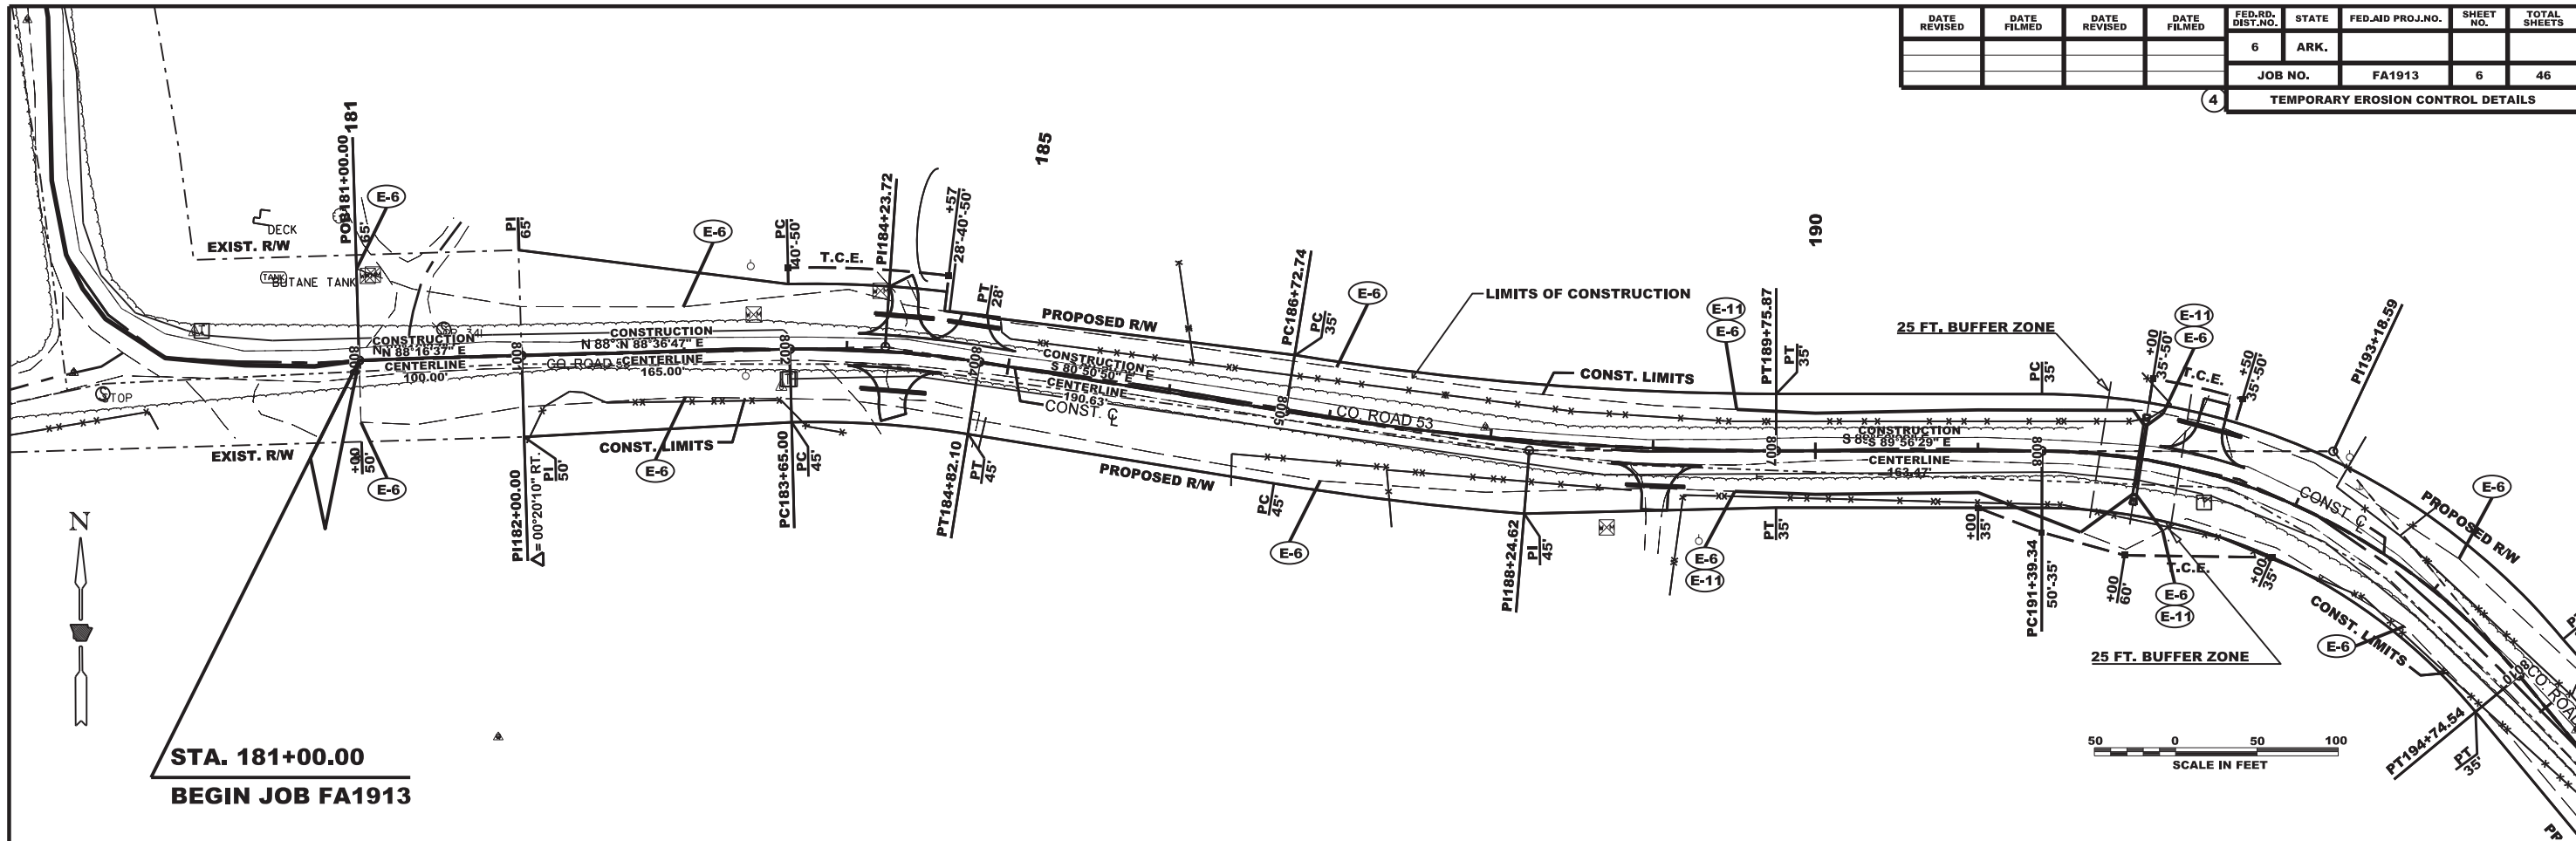 DATE REVISED
DATE FILMED
DATE REVISED
DATE FILMED
FED.RD. DIST.NO.
STATE
FED.AID PROJ.NO.
SHEET NO.
TOTAL SHEETS
6
ARK.
JOB NO.
FA1913
6
46
4
TEMPORARY EROSION CONTROL DETAILS
181
POB181+00.00
65'
E-6
DECK
EXIST. R/W
TANK
BUTANE TANK
PI
65'
E-6
PC
40'-50'
T.C.E.
PI184+23.72
+57
28'-40'-50'
185
PT
28'
PROPOSED R/W
PC186+72.74
PC
35'
E-6
LIMITS OF CONSTRUCTION
CONST. LIMITS
E-11
E-6
PT189+75.87
PT
35'
190
25 FT. BUFFER ZONE
PC
35'
+00
35'-50'
E-11
E-6
T.C.E.
+50
35'-50'
PI193+18.59
CONSTRUCTION
N 88°16'37" E
CENTERLINE
100.00'
8001
CONSTRUCTION
N 88°36'47" E
CO. ROAD 53
CENTERLINE
165.00'
8002
CONSTRUCTION
S 80°50'50" E
CENTERLINE
190.63'
CONST. ℄
8005
CO. ROAD 53
8007
CONSTRUCTION
S 89°56'29" E
CENTERLINE
163.47'
8008
CONST. ℄
PROPOSED R/W
E-6
STOP
EXIST. R/W
+00
50'
E-6
PI182+00.00
Δ= 00°20'10" RT.
PI
50'
CONST. LIMITS
E-6
PC183+65.00
PC
45'
PT184+82.10
PT
45'
PROPOSED R/W
PC
45'
E-6
PI188+24.62
PI
45'
E-6
E-11
PT
35'
+00
35'
PC191+39.34
50'-35'
+00
60'
T.C.E.
+00
35'
E-6
E-11
25 FT. BUFFER ZONE
CONST. LIMITS
E-6
8010
CO. ROAD
PT194+74.54
PT
35'
N
STA. 181+00.00
BEGIN JOB FA1913
50 0 50 100
SCALE IN FEET